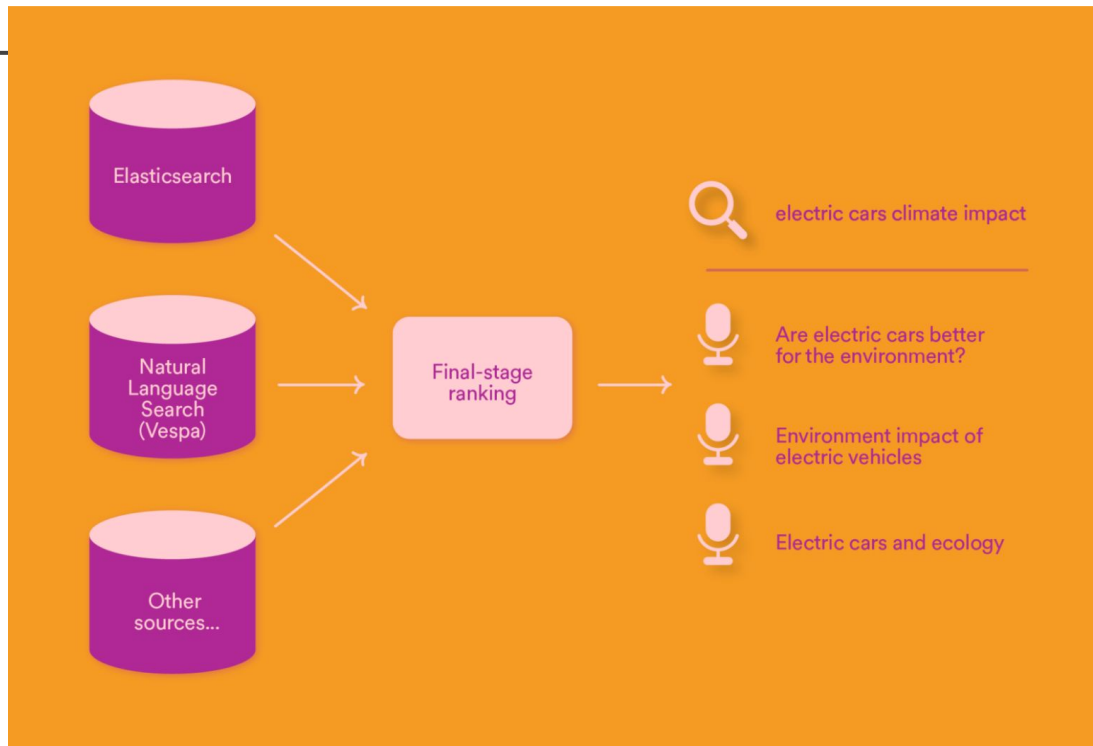 Elasticsearch
Natural
Language
Search
(Vespa)
Other
sources...
Final-stage
ranking
electric cars climate impact
Are electric cars better
for the environment?
Environment impact of
electric vehicles
Electric cars and ecology